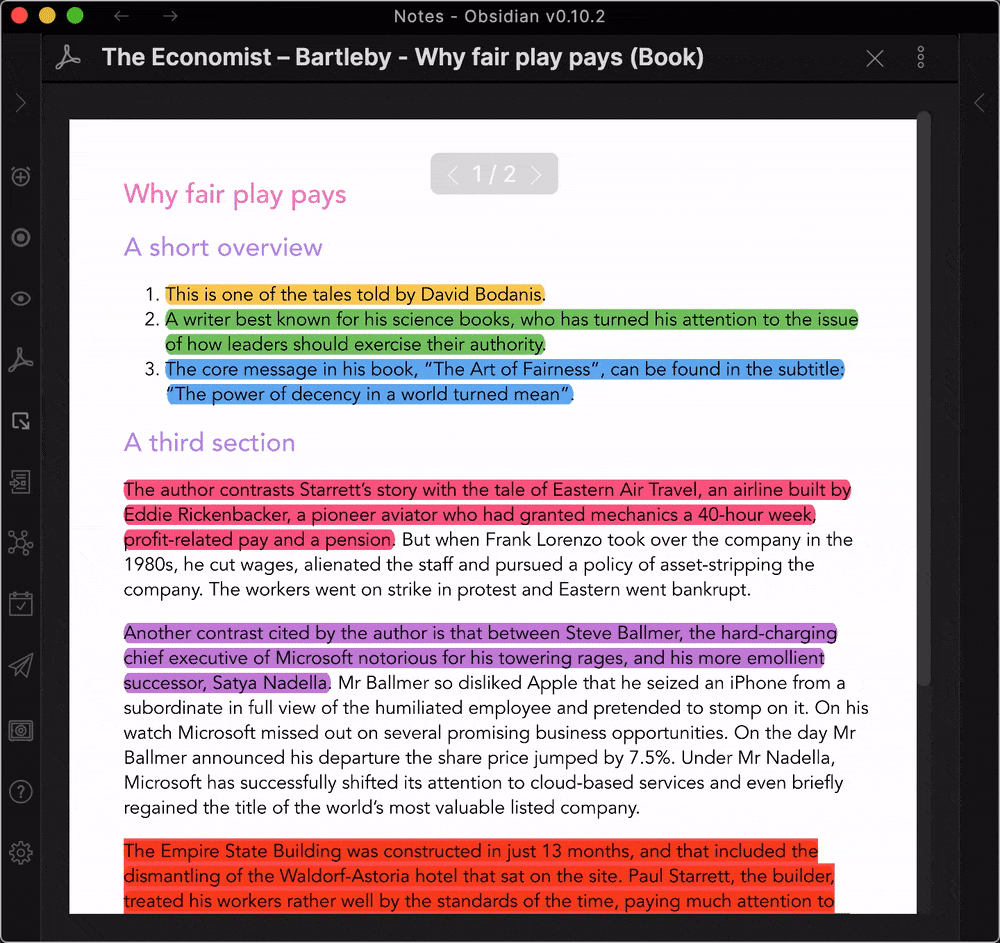 Notes - Obsidian v0.10.2
The Economist – Bartleby - Why fair play pays (Book)
1 / 2
Why fair play pays
A short overview
1. This is one of the tales told by David Bodanis.
2. A writer best known for his science books, who has turned his attention to the issue
of how leaders should exercise their authority.
3. The core message in his book, “The Art of Fairness”, can be found in the subtitle:
“The power of decency in a world turned mean”.
A third section
The author contrasts Starrett’s story with the tale of Eastern Air Travel, an airline built by
Eddie Rickenbacker, a pioneer aviator who had granted mechanics a 40-hour week,
profit-related pay and a pension. But when Frank Lorenzo took over the company in the
1980s, he cut wages, alienated the staff and pursued a policy of asset-stripping the
company. The workers went on strike in protest and Eastern went bankrupt.
Another contrast cited by the author is that between Steve Ballmer, the hard-charging
chief executive of Microsoft notorious for his towering rages, and his more emollient
successor, Satya Nadella. Mr Ballmer so disliked Apple that he seized an iPhone from a
subordinate in full view of the humiliated employee and pretended to stomp on it. On his
watch Microsoft missed out on several promising business opportunities. On the day Mr
Ballmer announced his departure the share price jumped by 7.5%. Under Mr Nadella,
Microsoft has successfully shifted its attention to cloud-based services and even briefly
regained the title of the world’s most valuable listed company.
The Empire State Building was constructed in just 13 months, and that included the
dismantling of the Waldorf-Astoria hotel that sat on the site. Paul Starrett, the builder,
treated his workers rather well by the standards of the time, paying much attention to